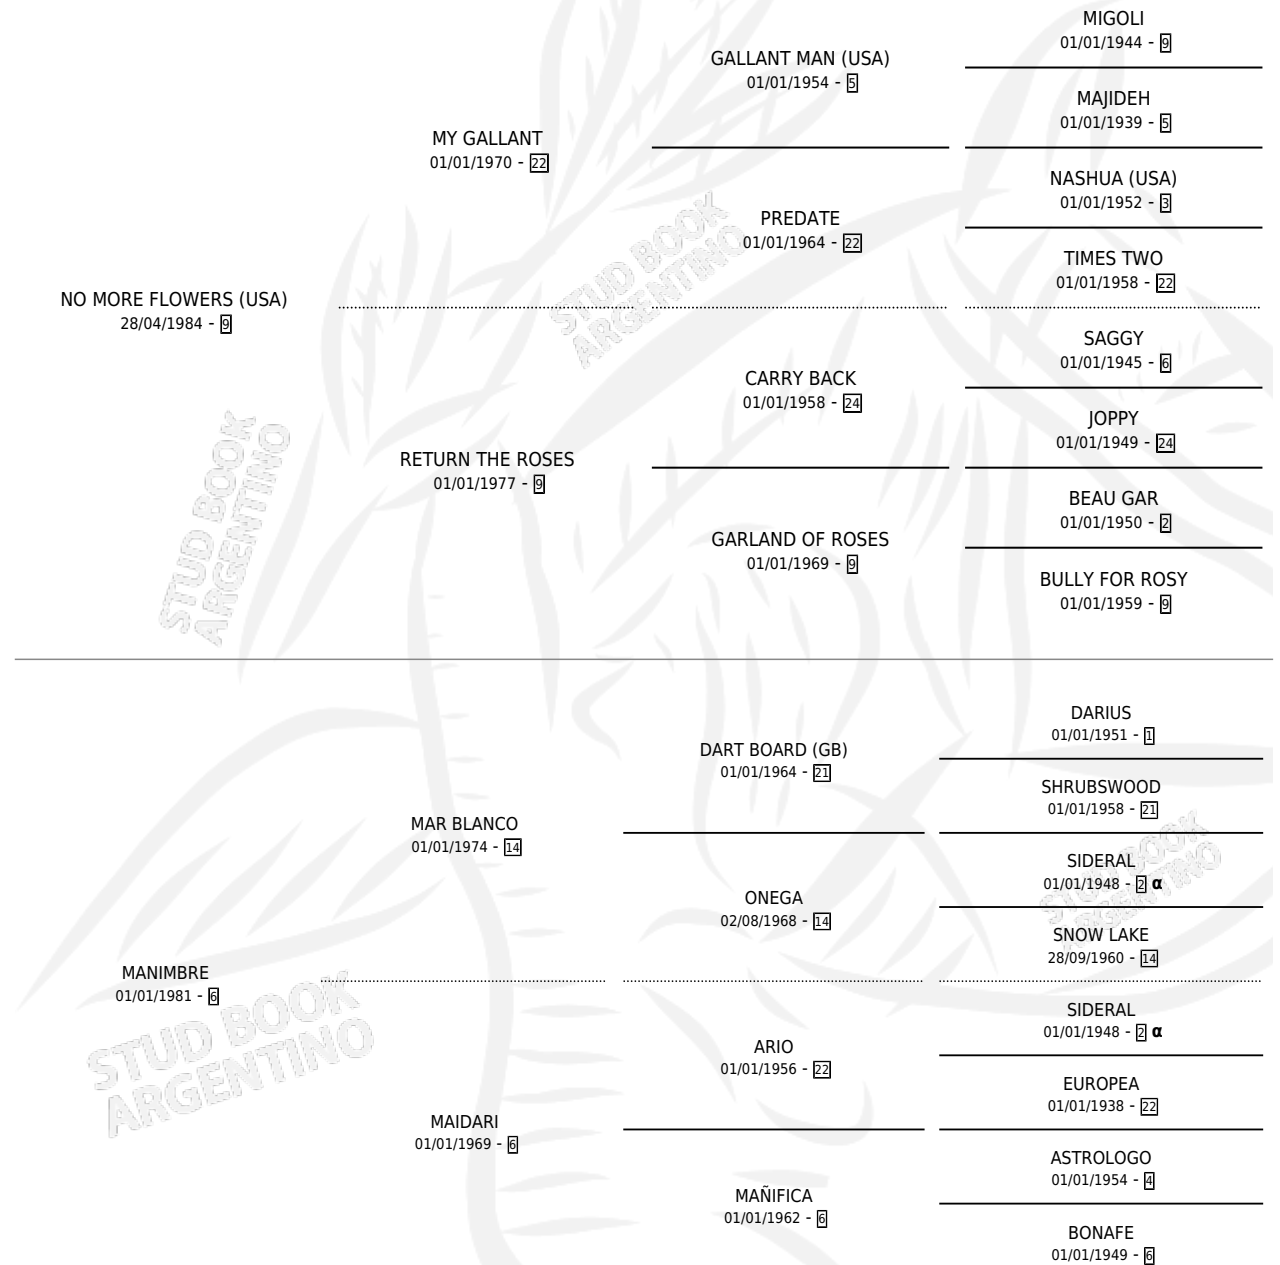 MIGOLI
01/01/1944 - 9
GALLANT MAN (USA)
01/01/1954 - 5
MAJIDEH
01/01/1939 - 5
MY GALLANT
01/01/1970 - 22
NASHUA (USA)
01/01/1952 - 3
PREDATE
01/01/1964 - 22
TIMES TWO
01/01/1958 - 22
NO MORE FLOWERS (USA)
28/04/1984 - 9
STUD BOOK
ARGENTINO
SAGGY
01/01/1945 - 6
CARRY BACK
01/01/1958 - 24
JOPPY
01/01/1949 - 24
RETURN THE ROSES
01/01/1977 - 9
STUD BOOK
ARGENTINO
BEAU GAR
01/01/1950 - 2
GARLAND OF ROSES
01/01/1969 - 9
BULLY FOR ROSY
01/01/1959 - 9
DARIUS
01/01/1951 - 1
DART BOARD (GB)
01/01/1964 - 21
SHRUBSWOOD
01/01/1958 - 21
MAR BLANCO
01/01/1974 - 14
SIDERAL
01/01/1948 - 2 α
STUD BOOK
ARGENTINO
ONEGA
02/08/1968 - 14
SNOW LAKE
28/09/1960 - 14
MANIMBRE
01/01/1981 - 6
STUD BOOK
ARGENTINO
SIDERAL
01/01/1948 - 2 α
ARIO
01/01/1956 - 22
EUROPEA
01/01/1938 - 22
MAIDARI
01/01/1969 - 6
ASTROLOGO
01/01/1954 - 4
MAÑIFICA
01/01/1962 - 6
BONAFE
01/01/1949 - 6